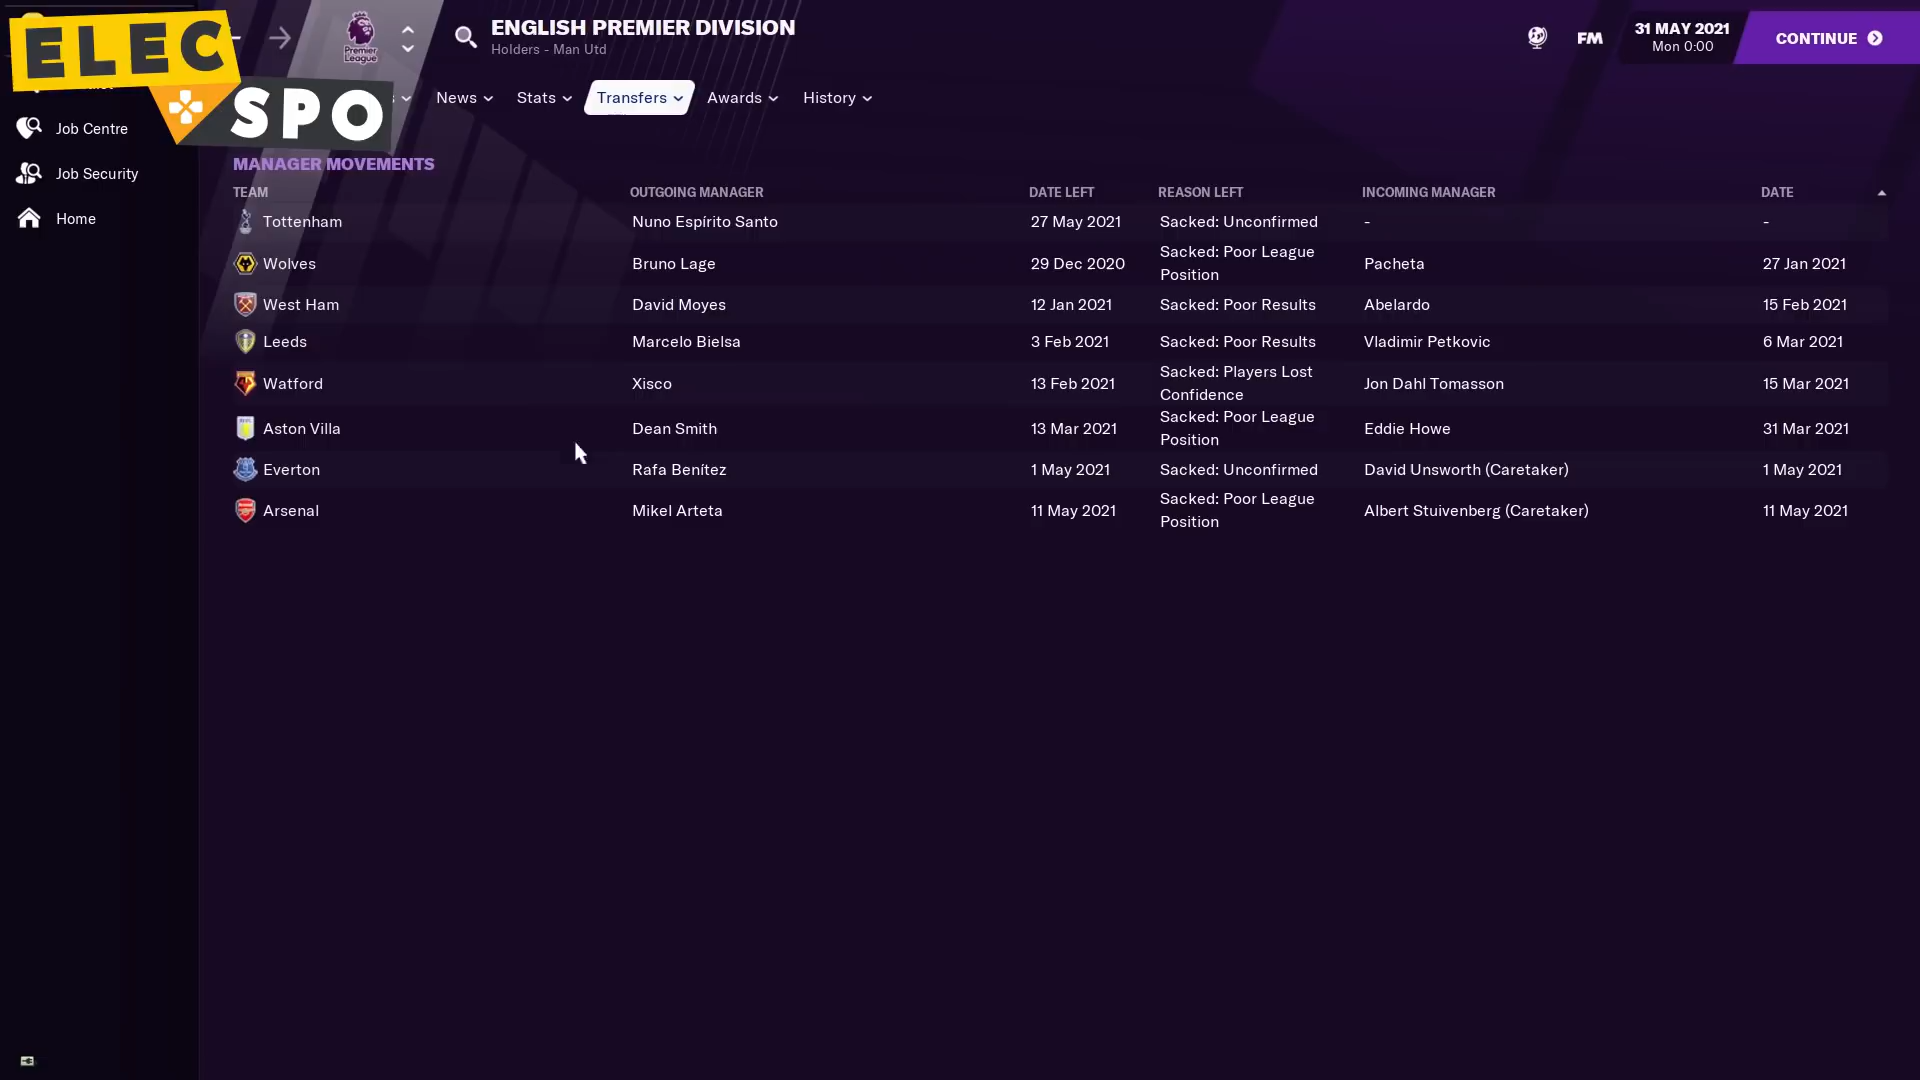 ELEC
SPO
Premier League
ENGLISH PREMIER DIVISION
Holders - Man Utd
FM
31 MAY 2021
Mon 0:00
CONTINUE
News
Stats
Transfers
Awards
History
Job Centre
Job Security
Home
MANAGER MOVEMENTS
TEAM OUTGOING MANAGER DATE LEFT REASON LEFT INCOMING MANAGER DATE
Tottenham Nuno Espírito Santo 27 May 2021 Sacked: Unconfirmed - -
Wolves Bruno Lage 29 Dec 2020 Sacked: Poor League Position Pacheta 27 Jan 2021
West Ham David Moyes 12 Jan 2021 Sacked: Poor Results Abelardo 15 Feb 2021
Leeds Marcelo Bielsa 3 Feb 2021 Sacked: Poor Results Vladimir Petkovic 6 Mar 2021
Watford Xisco 13 Feb 2021 Sacked: Players Lost Confidence Jon Dahl Tomasson 15 Mar 2021
Aston Villa Dean Smith 13 Mar 2021 Sacked: Poor League Position Eddie Howe 31 Mar 2021
Everton Rafa Benítez 1 May 2021 Sacked: Unconfirmed David Unsworth (Caretaker) 1 May 2021
Arsenal Mikel Arteta 11 May 2021 Sacked: Poor League Position Albert Stuivenberg (Caretaker) 11 May 2021